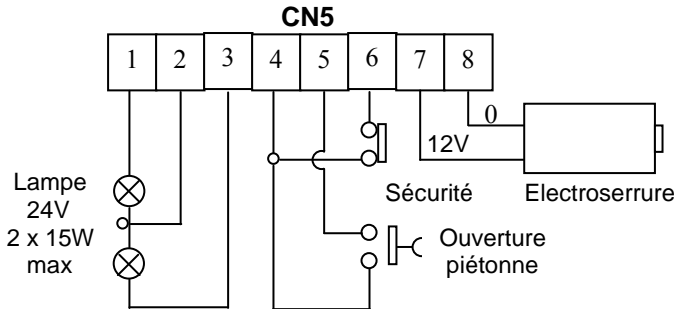 CN5
1 2 3 4 5 6 7 8
0
12V
Lampe
24V
2 x 15W
max
Sécurité
Electroserrure
Ouverture
piétonne